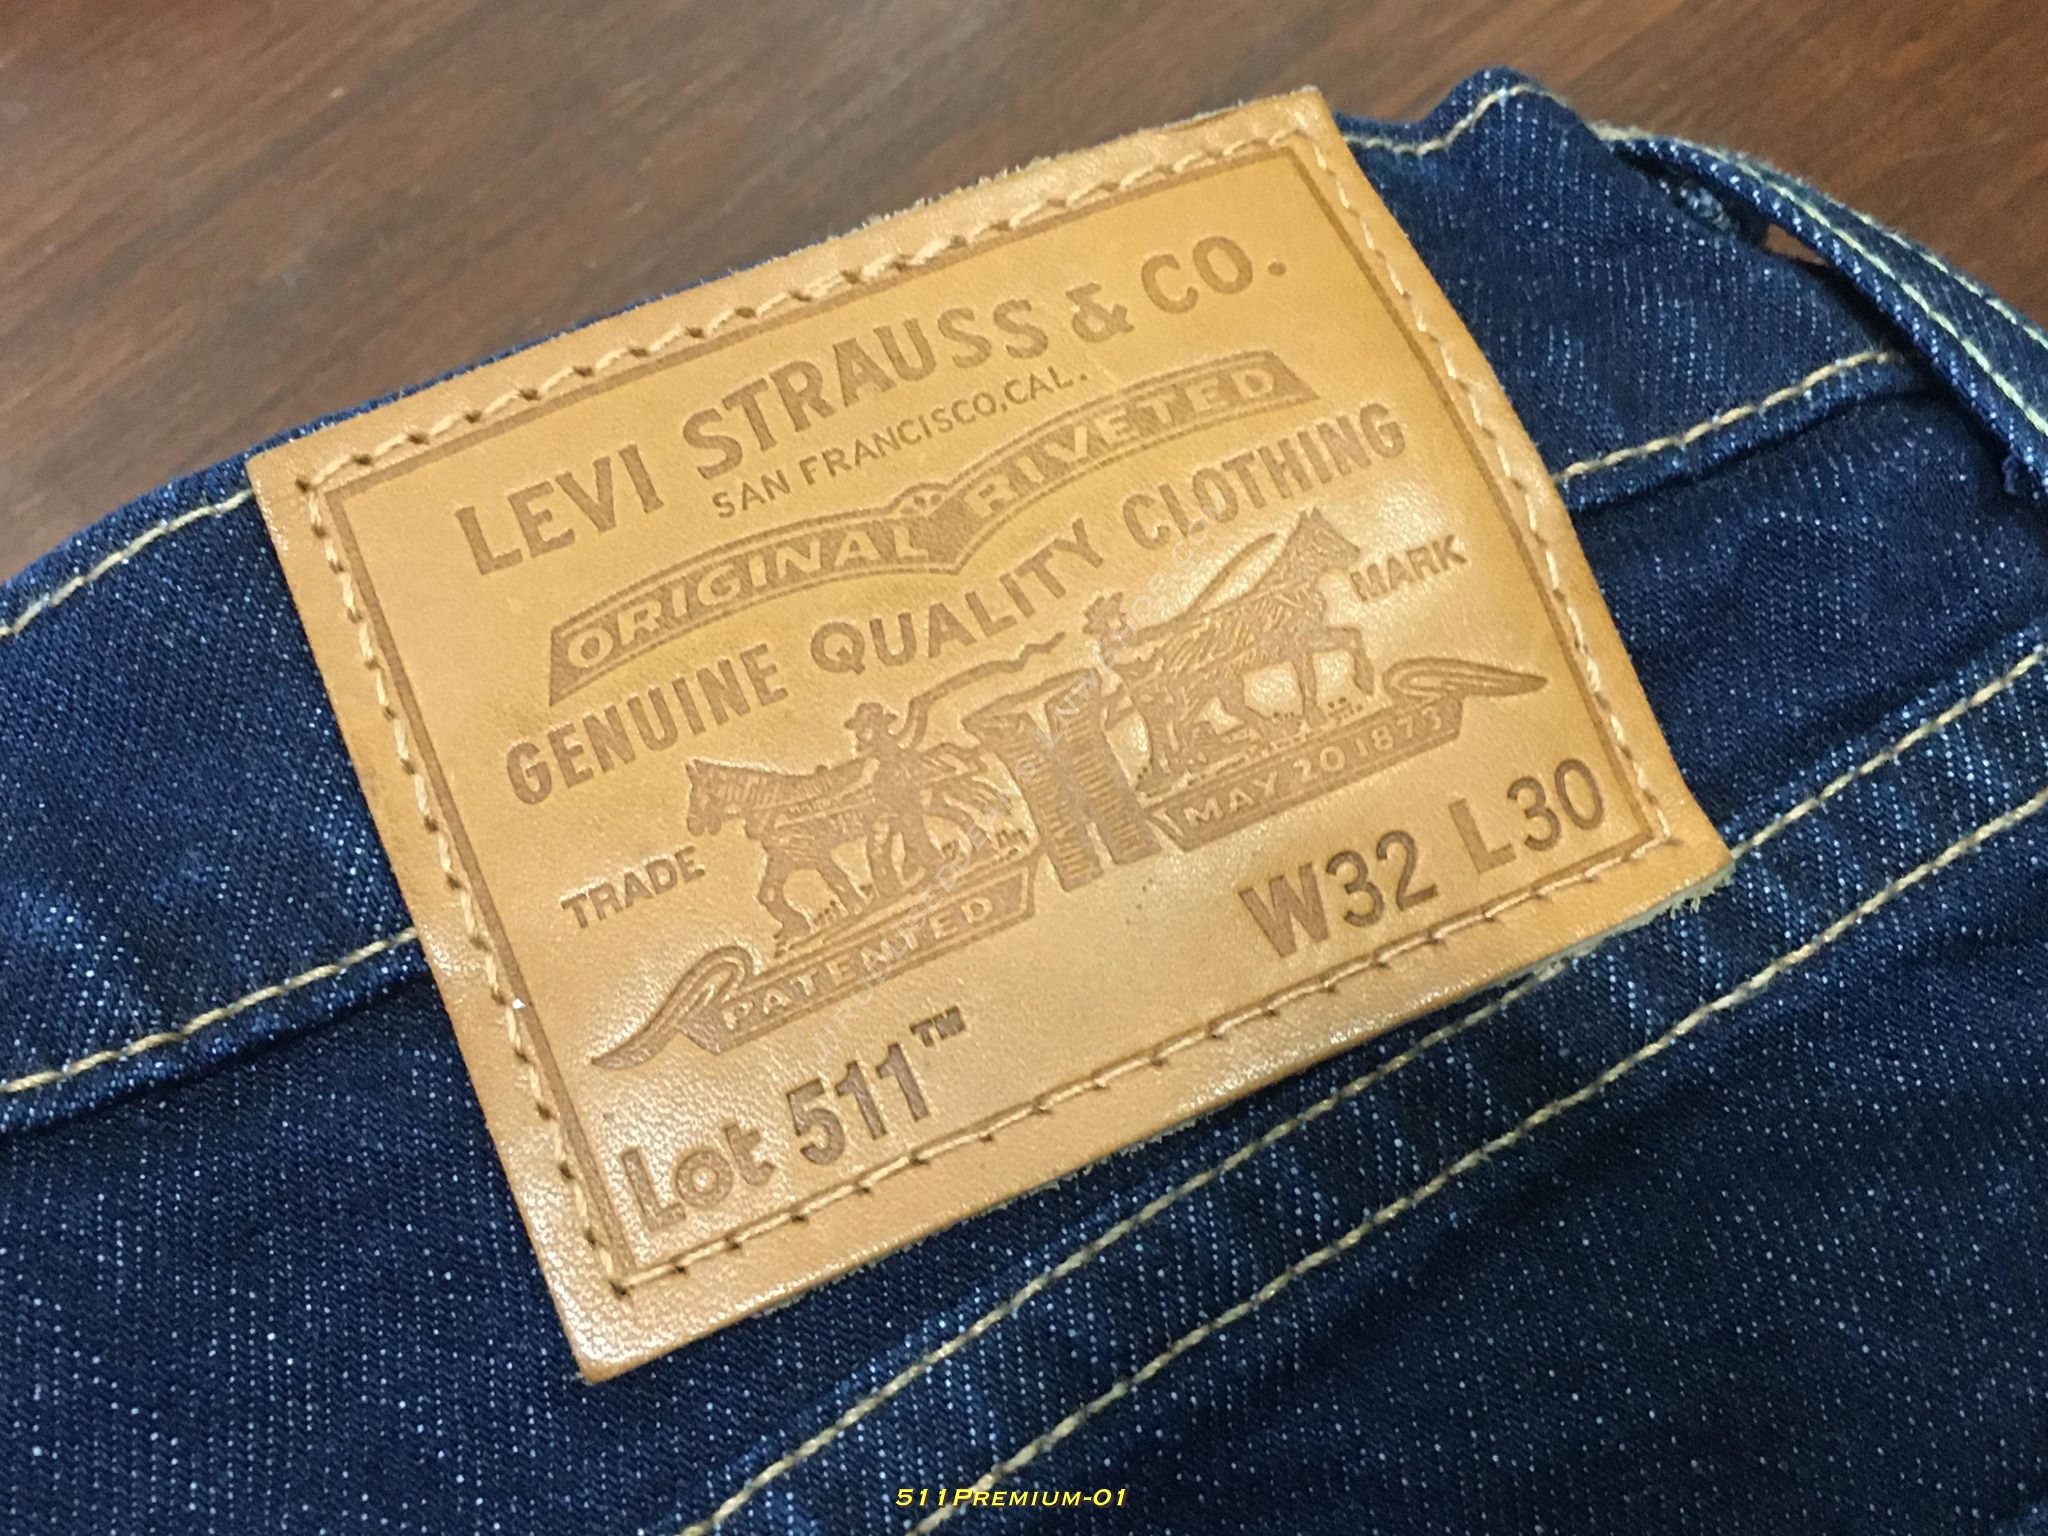 LEVI STRAUSS & CO.
SAN FRANCISCO, CAL.
ORIGINAL RIVETED
GENUINE QUALITY CLOTHING
TRADE MARK
PATENTED MAY 20 1873
W32 L30
Lot 511™
511Premium-01